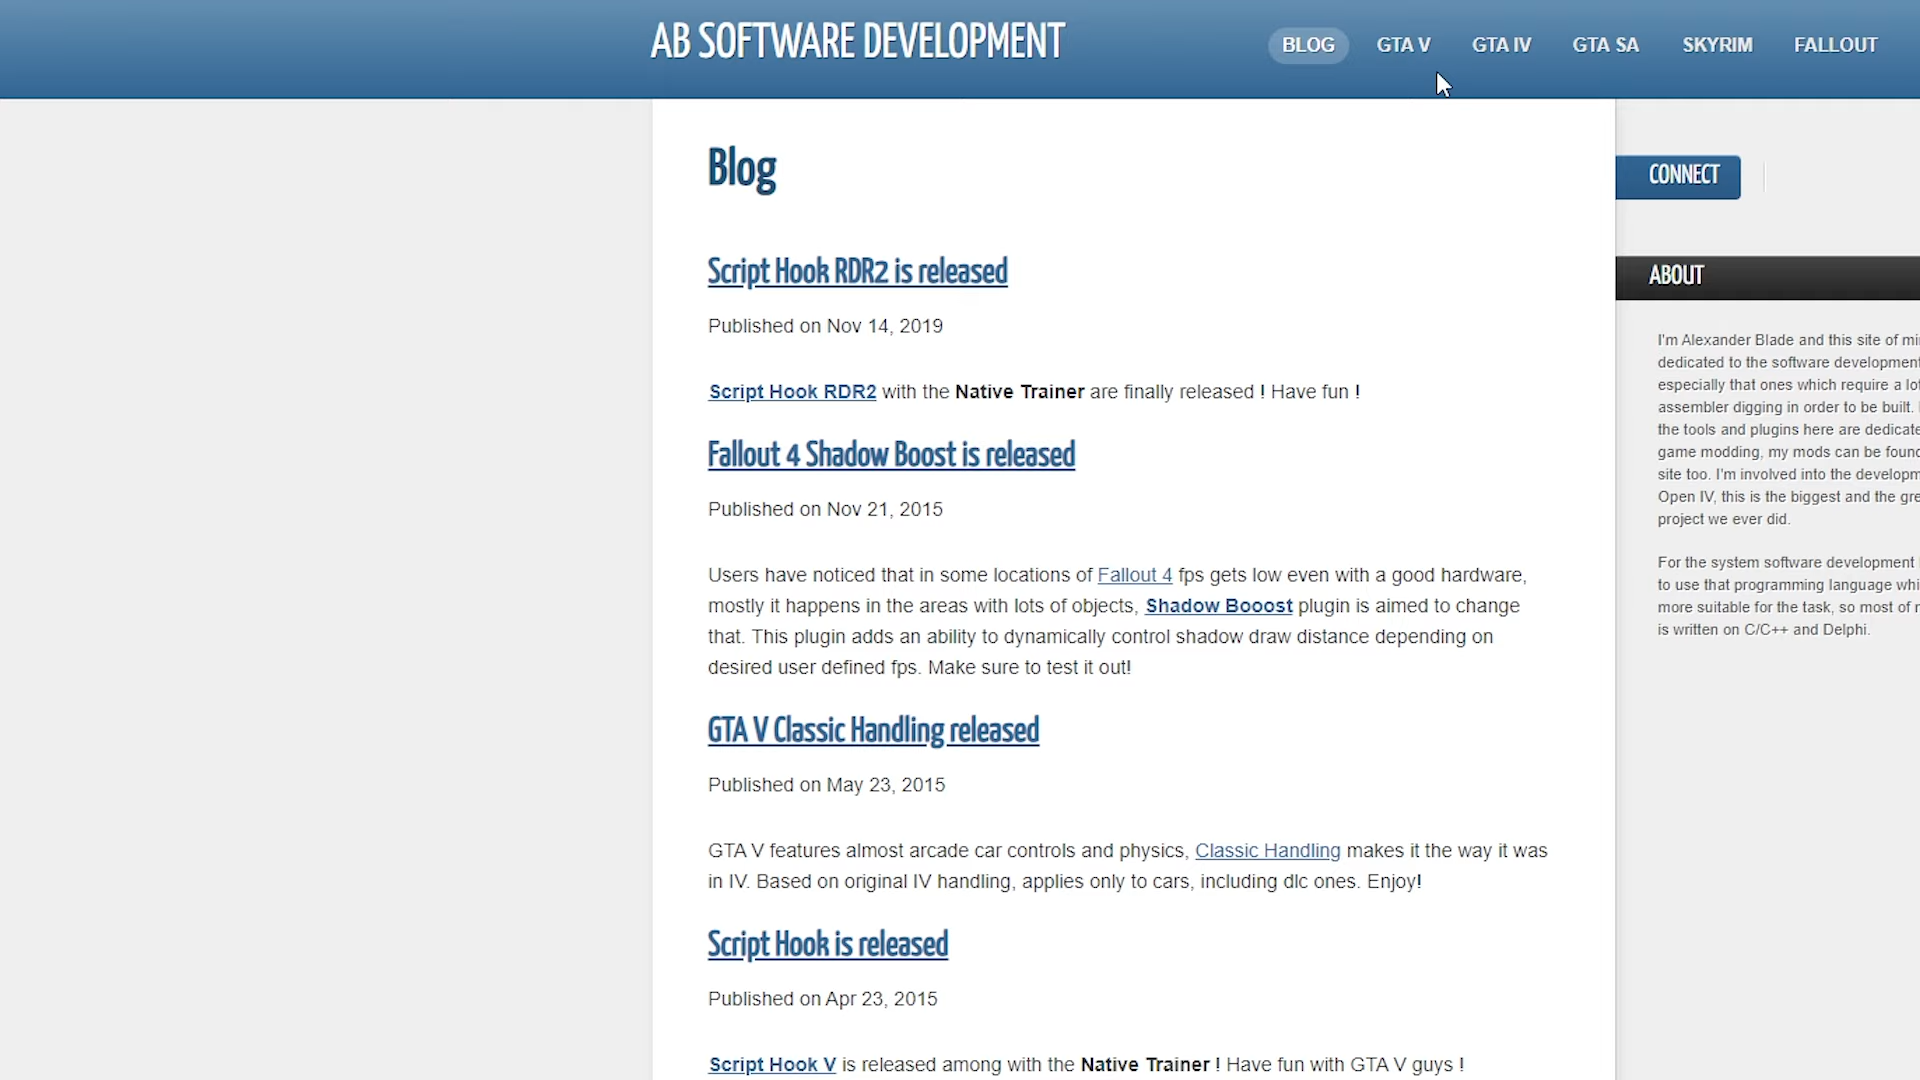 AB SOFTWARE DEVELOPMENT
BLOG GTA V GTA IV GTA SA SKYRIM FALLOUT
Blog
Script Hook RDR2 is released
Published on Nov 14, 2019
Script Hook RDR2 with the Native Trainer are finally released ! Have fun !
Fallout 4 Shadow Boost is released
Published on Nov 21, 2015
Users have noticed that in some locations of Fallout 4 fps gets low even with a good hardware,
mostly it happens in the areas with lots of objects, Shadow Booost plugin is aimed to change
that. This plugin adds an ability to dynamically control shadow draw distance depending on
desired user defined fps. Make sure to test it out!
GTA V Classic Handling released
Published on May 23, 2015
GTA V features almost arcade car controls and physics, Classic Handling makes it the way it was
in IV. Based on original IV handling, applies only to cars, including dlc ones. Enjoy!
Script Hook is released
Published on Apr 23, 2015
Script Hook V is released among with the Native Trainer ! Have fun with GTA V guys !
CONNECT
ABOUT
I'm Alexander Blade and this site of
dedicated to the software development
especially that ones which require a
assembler digging in order to be built.
the tools and plugins here are
game modding, my mods can be
site too. I'm involved into the
Open IV, this is the biggest and the
project we ever did.
For the system software development
to use that programming language
more suitable for the task, so most of
is written on C/C++ and Delphi.